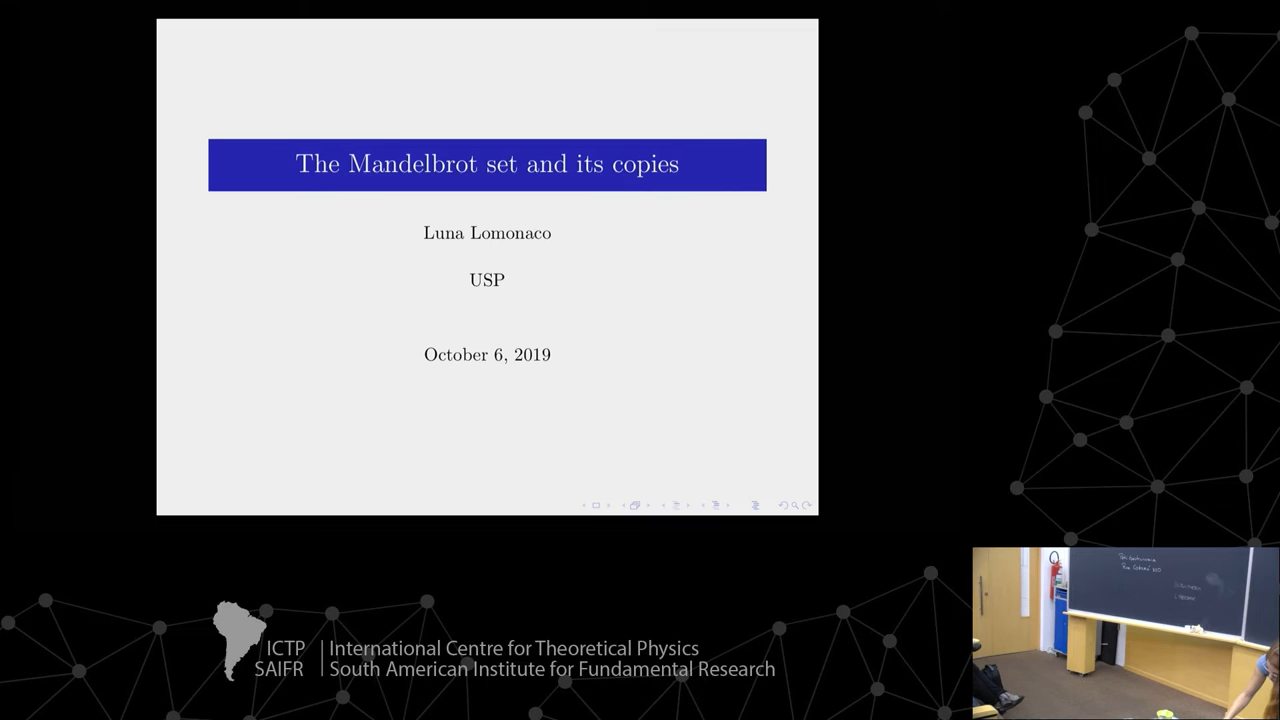 The Mandelbrot set and its copies
Luna Lomonaco
USP
October 6, 2019
ICTP
SAIFR
International Centre for Theoretical Physics
South American Institute for Fundamental Research